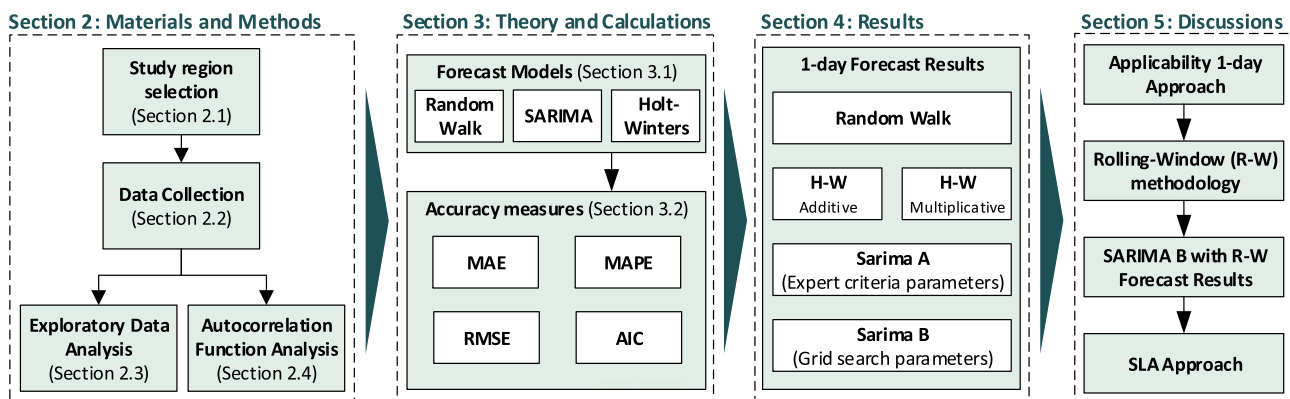 Section 2: Materials and Methods
Study region
selection
(Section 2.1)
Data Collection
(Section 2.2)
Exploratory Data
Analysis
(Section 2.3)
Autocorrelation
Function Analysis
(Section 2.4)
Section 3: Theory and Calculations
Forecast Models (Section 3.1)
Random
Walk
SARIMA
Holt-
Winters
Accuracy measures (Section 3.2)
MAE
MAPE
RMSE
AIC
Section 4: Results
1-day Forecast Results
Random Walk
H-W
Additive
H-W
Multiplicative
Sarima A
(Expert criteria parameters)
Sarima B
(Grid search parameters)
Section 5: Discussions
Applicability 1-day
Approach
Rolling-Window (R-W)
methodology
SARIMA B with R-W
Forecast Results
SLA Approach